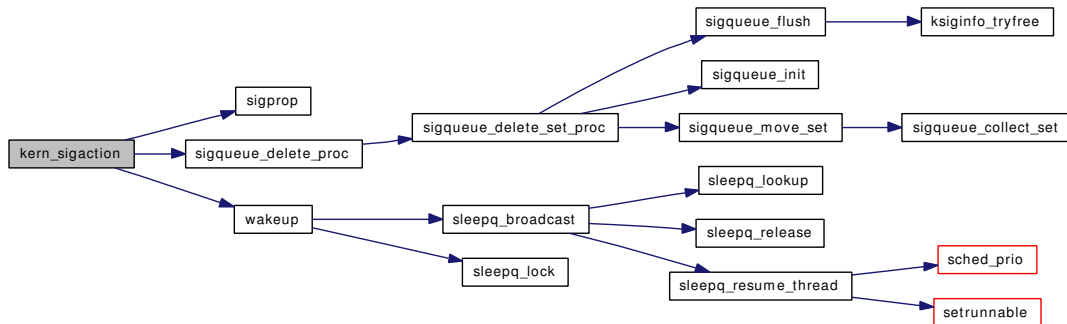 sigqueue_flush
ksiginfo_tryfree
sigqueue_init
sigprop
sigqueue_delete_set_proc
sigqueue_move_set
sigqueue_collect_set
kern_sigaction
sigqueue_delete_proc
sleepq_lookup
wakeup
sleepq_broadcast
sleepq_release
sched_prio
sleepq_lock
sleepq_resume_thread
setrunnable